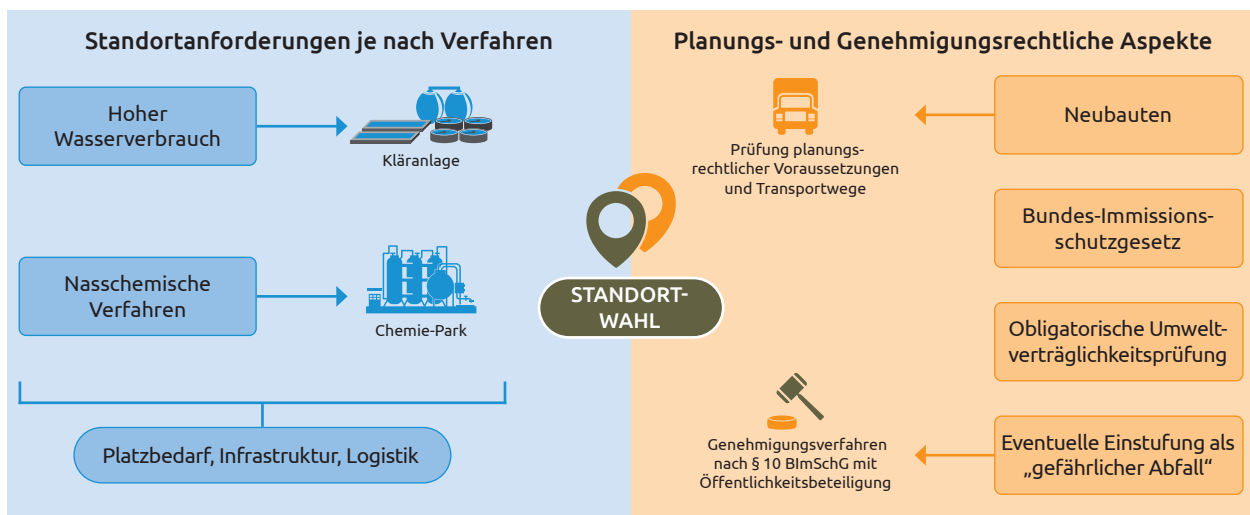 Standortanforderungen je nach Verfahren
Hoher
Wasserverbrauch
Kläranlage
Nasschemische
Verfahren
Chemie-Park
Platzbedarf, Infrastruktur, Logistik
STANDORT-
WAHL
Planungs- und Genehmigungsrechtliche Aspekte
Prüfung planungs-
rechtlicher Voraussetzungen
und Transportwege
Neubauten
Bundes-Immissions-
schutzgesetz
Obligatorische Umwelt-
verträglichkeitsprüfung
Genehmigungsverfahren
nach § 10 BImSchG mit
Öffentlichkeitsbeteiligung
Eventuelle Einstufung als
„gefährlicher Abfall“